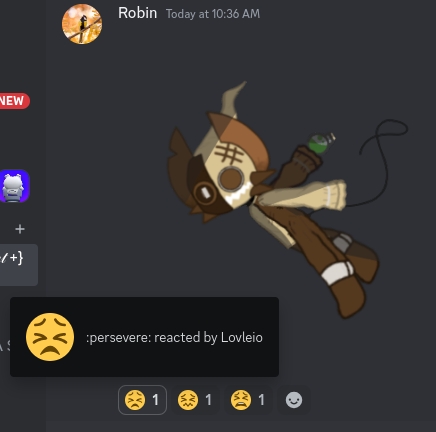 Robin Today at 10:36 AM
NEW
/+}
:persevere: reacted by Lovleio
1 1 1